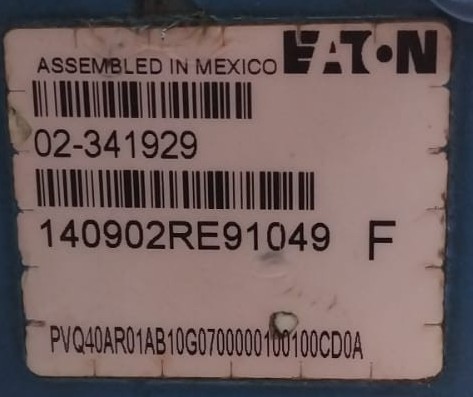 ASSEMBLED IN MEXICO EATON
02-341929
140902RE91049 F
PVQ40AR01AB10G0700000100100CD0A